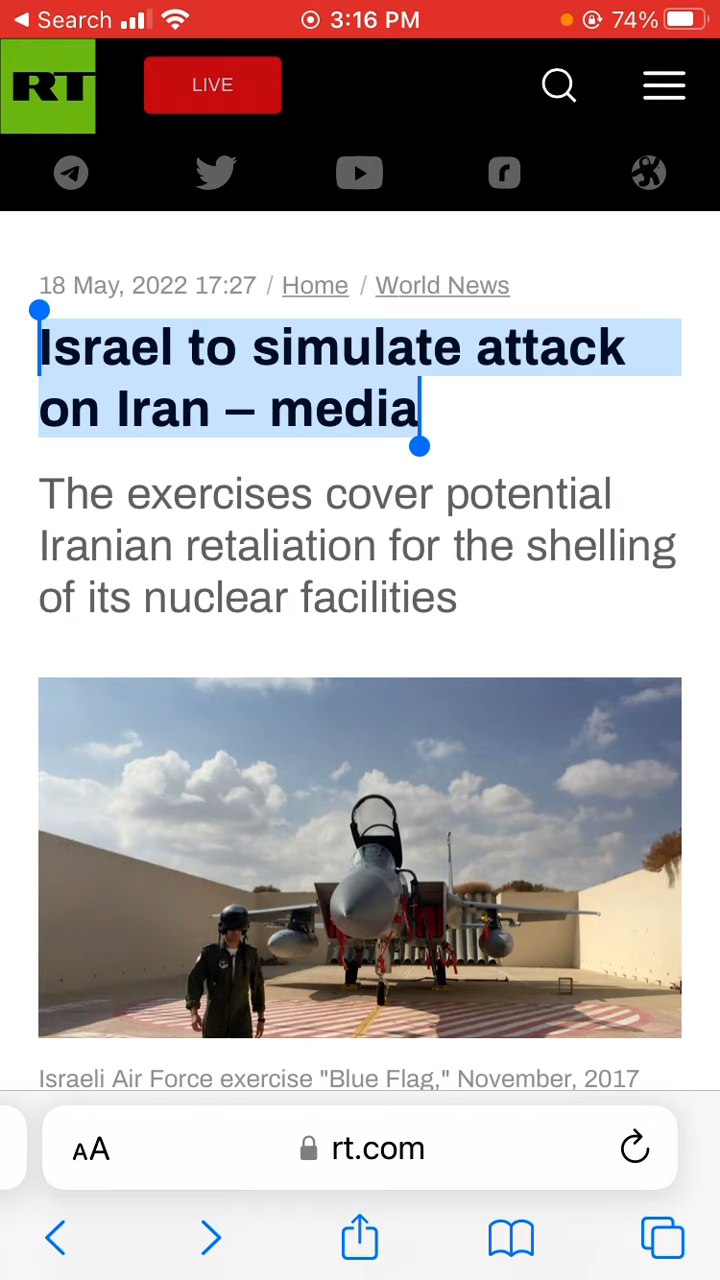 Search 3:16 PM 74%
RT LIVE
18 May, 2022 17:27 / Home / World News
Israel to simulate attack
on Iran – media
The exercises cover potential
Iranian retaliation for the shelling
of its nuclear facilities
Israeli Air Force exercise "Blue Flag," November, 2017
AA rt.com